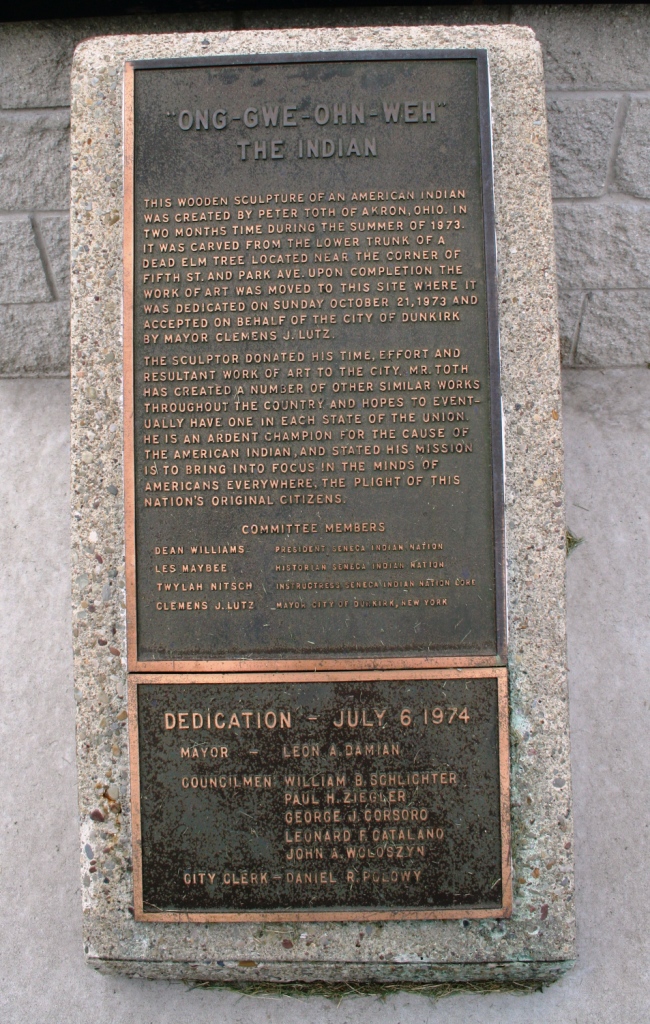 "ONG-GWE-OHN-WEH"
THE INDIAN
THIS WOODEN SCULPTURE OF AN AMERICAN INDIAN
WAS CREATED BY PETER TOTH OF AKRON, OHIO. IN
TWO MONTHS TIME DURING THE SUMMER OF 1973.
IT WAS CARVED FROM THE LOWER TRUNK OF A
DEAD ELM TREE LOCATED NEAR THE CORNER OF
FIFTH ST. AND PARK AVE. UPON COMPLETION THE
WORK OF ART WAS MOVED TO THIS SITE WHERE IT
WAS DEDICATED ON SUNDAY OCTOBER 21, 1973 AND
ACCEPTED ON BEHALF OF THE CITY OF DUNKIRK
BY MAYOR CLEMENS J. LUTZ.
THE SCULPTOR DONATED HIS TIME, EFFORT AND
RESULTANT WORK OF ART TO THE CITY. MR. TOTH
HAS CREATED A NUMBER OF OTHER SIMILAR WORKS
THROUGHOUT THE COUNTRY AND HOPES TO EVENT-
UALLY HAVE ONE IN EACH STATE OF THE UNION.
HE IS AN ARDENT CHAMPION FOR THE CAUSE OF
THE AMERICAN INDIAN, AND STATED HIS MISSION
IS TO BRING INTO FOCUS IN THE MINDS OF
AMERICANS EVERYWHERE, THE PLIGHT OF THIS
NATION'S ORIGINAL CITIZENS.
COMMITTEE MEMBERS
DEAN WILLIAMS PRESIDENT SENECA INDIAN NATION
LES MAYBEE HISTORIAN SENECA INDIAN NATION
TWYLAH NITSCH INSTRUCTRESS SENECA INDIAN NATION LORE
CLEMENS J. LUTZ MAYOR CITY OF DUNKIRK, NEW YORK
DEDICATION - JULY 6 1974
MAYOR - LEON A. DAMIAN
COUNCILMEN WILLIAM B. SCHLICHTER
PAUL H. ZIEGLER
GEORGE J. CORSORO
LEONARD F. CATALANO
JOHN A. WOLOSZYN
CITY CLERK - DANIEL R. POLOWY